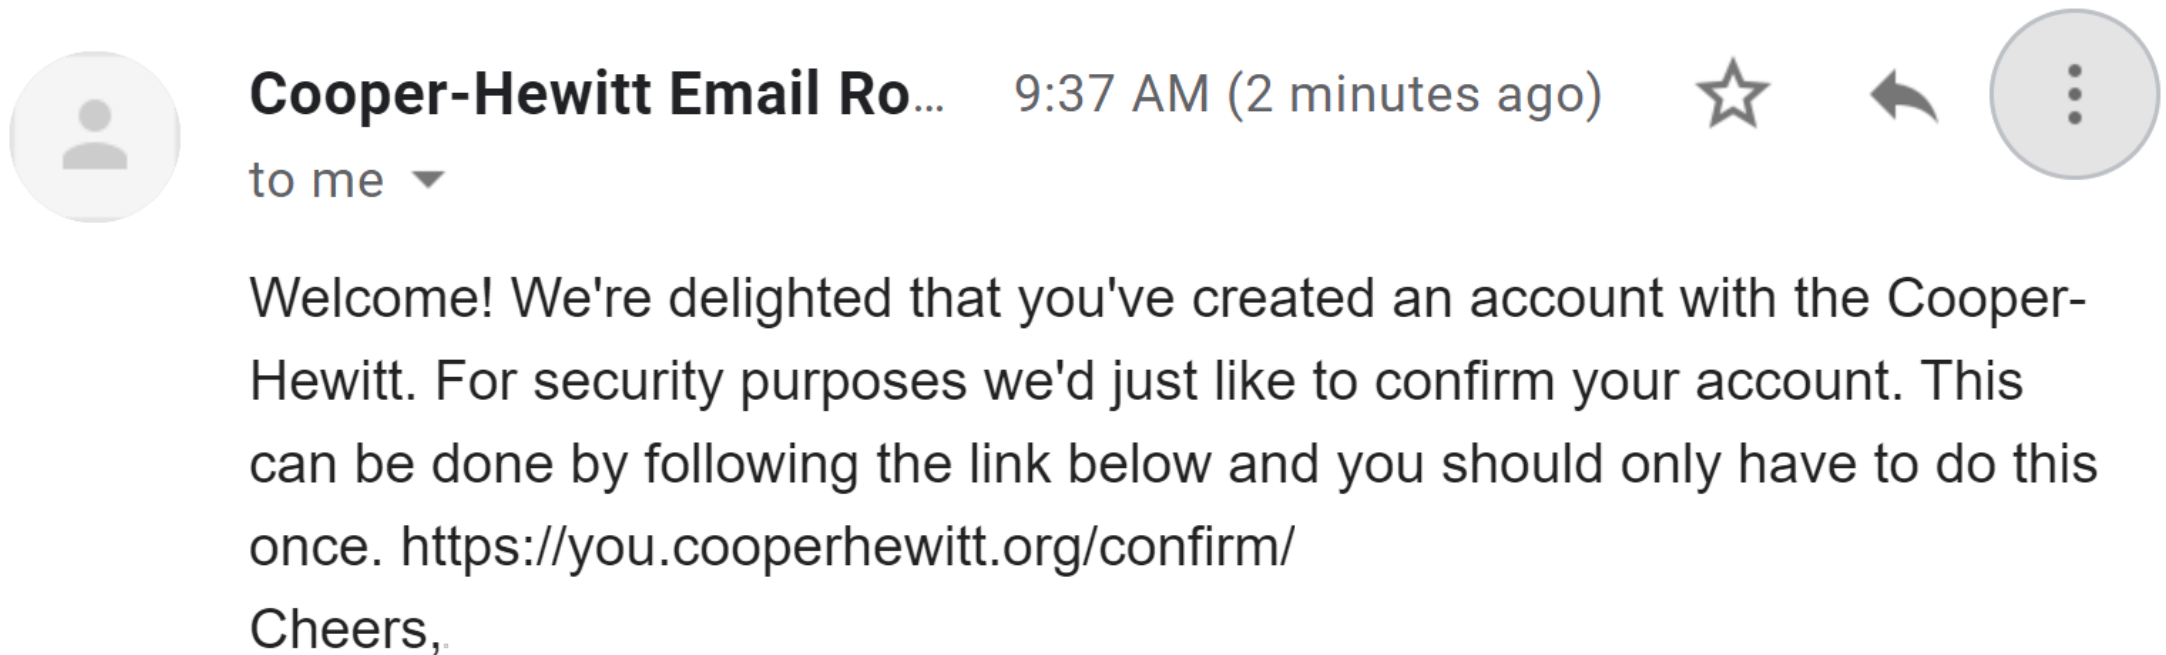 Cooper-Hewitt Email Ro... 9:37 AM (2 minutes ago)
to me
Welcome! We're delighted that you've created an account with the Cooper-
Hewitt. For security purposes we'd just like to confirm your account. This
can be done by following the link below and you should only have to do this
once. https://you.cooperhewitt.org/confirm/
Cheers,